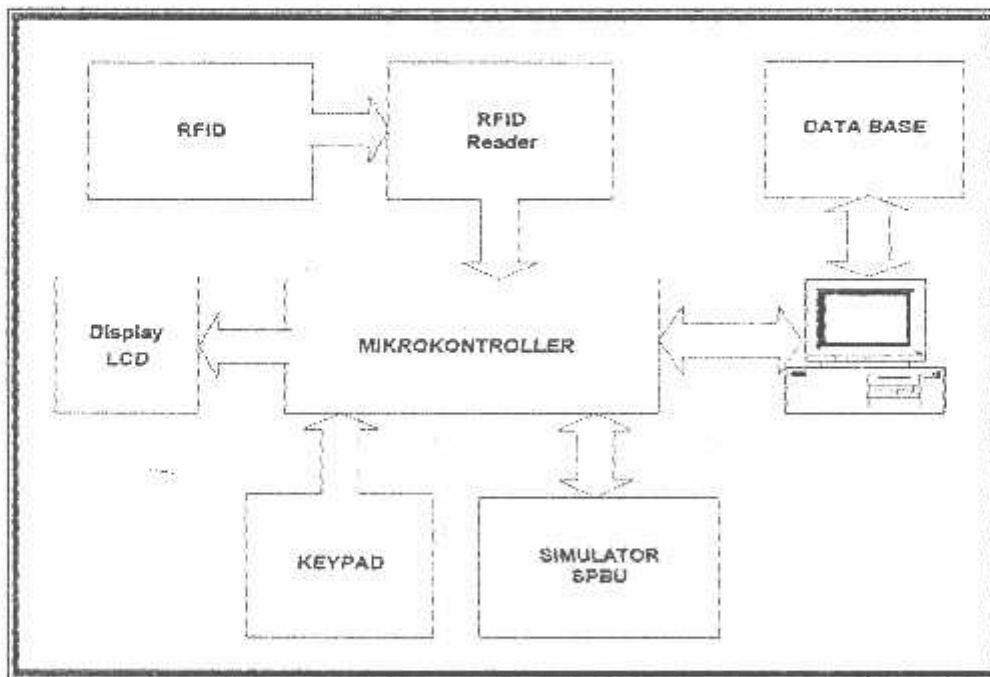 RFID
RFID
Reader
DATA BASE
Display
LCD
MIKROKONTROLLER
KEYPAD
SIMULATOR
SPBU